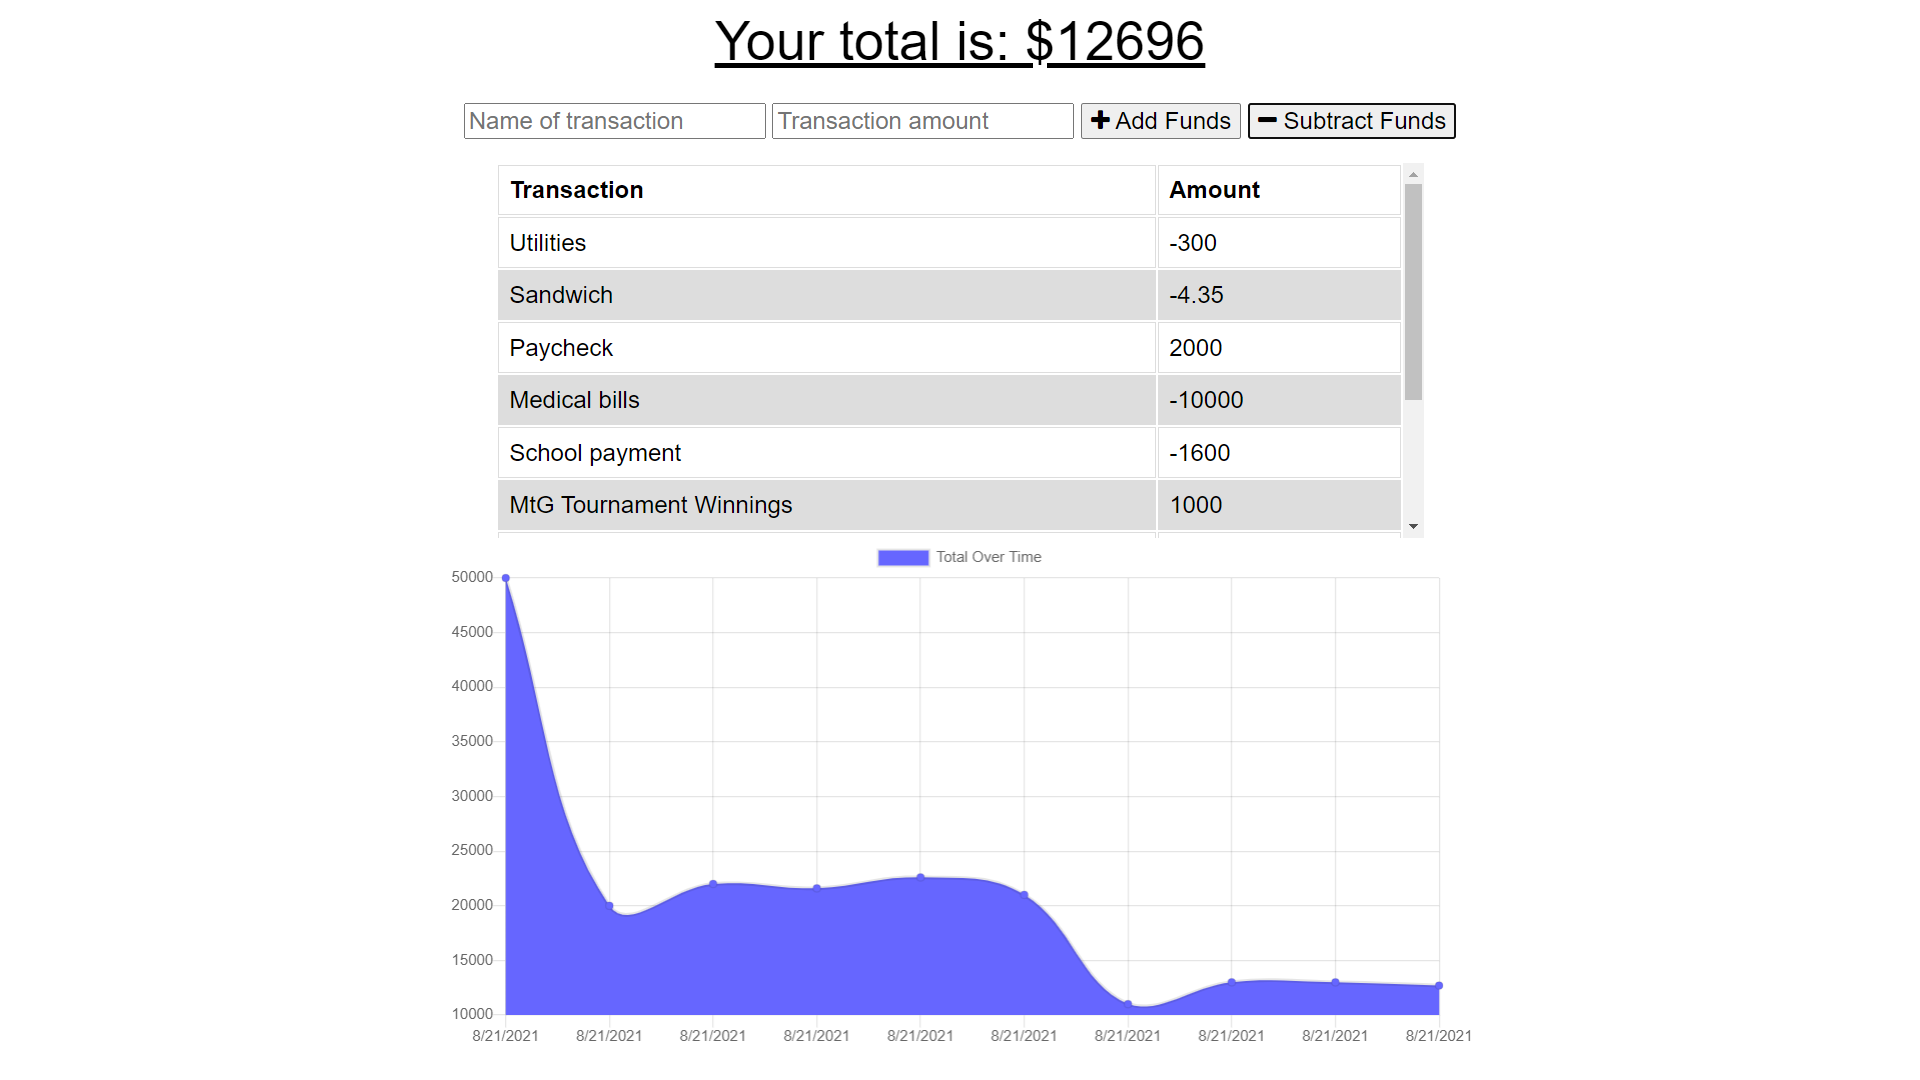 Your total is: $12696
Name of transaction Transaction amount Add Funds Subtract Funds
Transaction Amount
Utilities -300
Sandwich -4.35
Paycheck 2000
Medical bills -10000
School payment -1600
MtG Tournament Winnings 1000
Total Over Time
50000
45000
40000
35000
30000
25000
20000
15000
10000
8/21/2021 8/21/2021 8/21/2021 8/21/2021 8/21/2021 8/21/2021 8/21/2021 8/21/2021 8/21/2021 8/21/2021